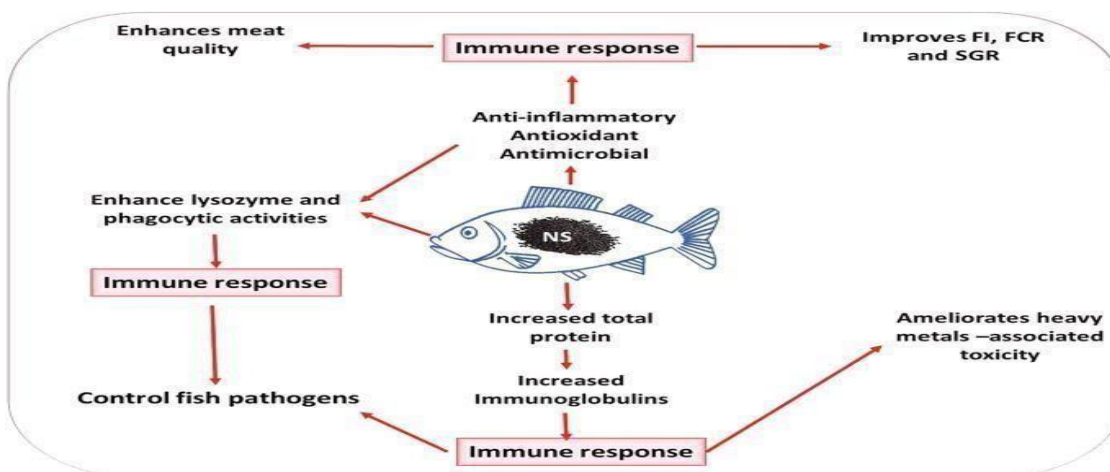 Enhances meat
quality
Immune response
Improves FI, FCR
and SGR
Anti-inflammatory
Antioxidant
Antimicrobial
Enhance lysozyme and
phagocytic activities
NS
Immune response
Increased total
protein
Ameliorates heavy
metals –associated
toxicity
Control fish pathogens
Increased
Immunoglobulins
Immune response